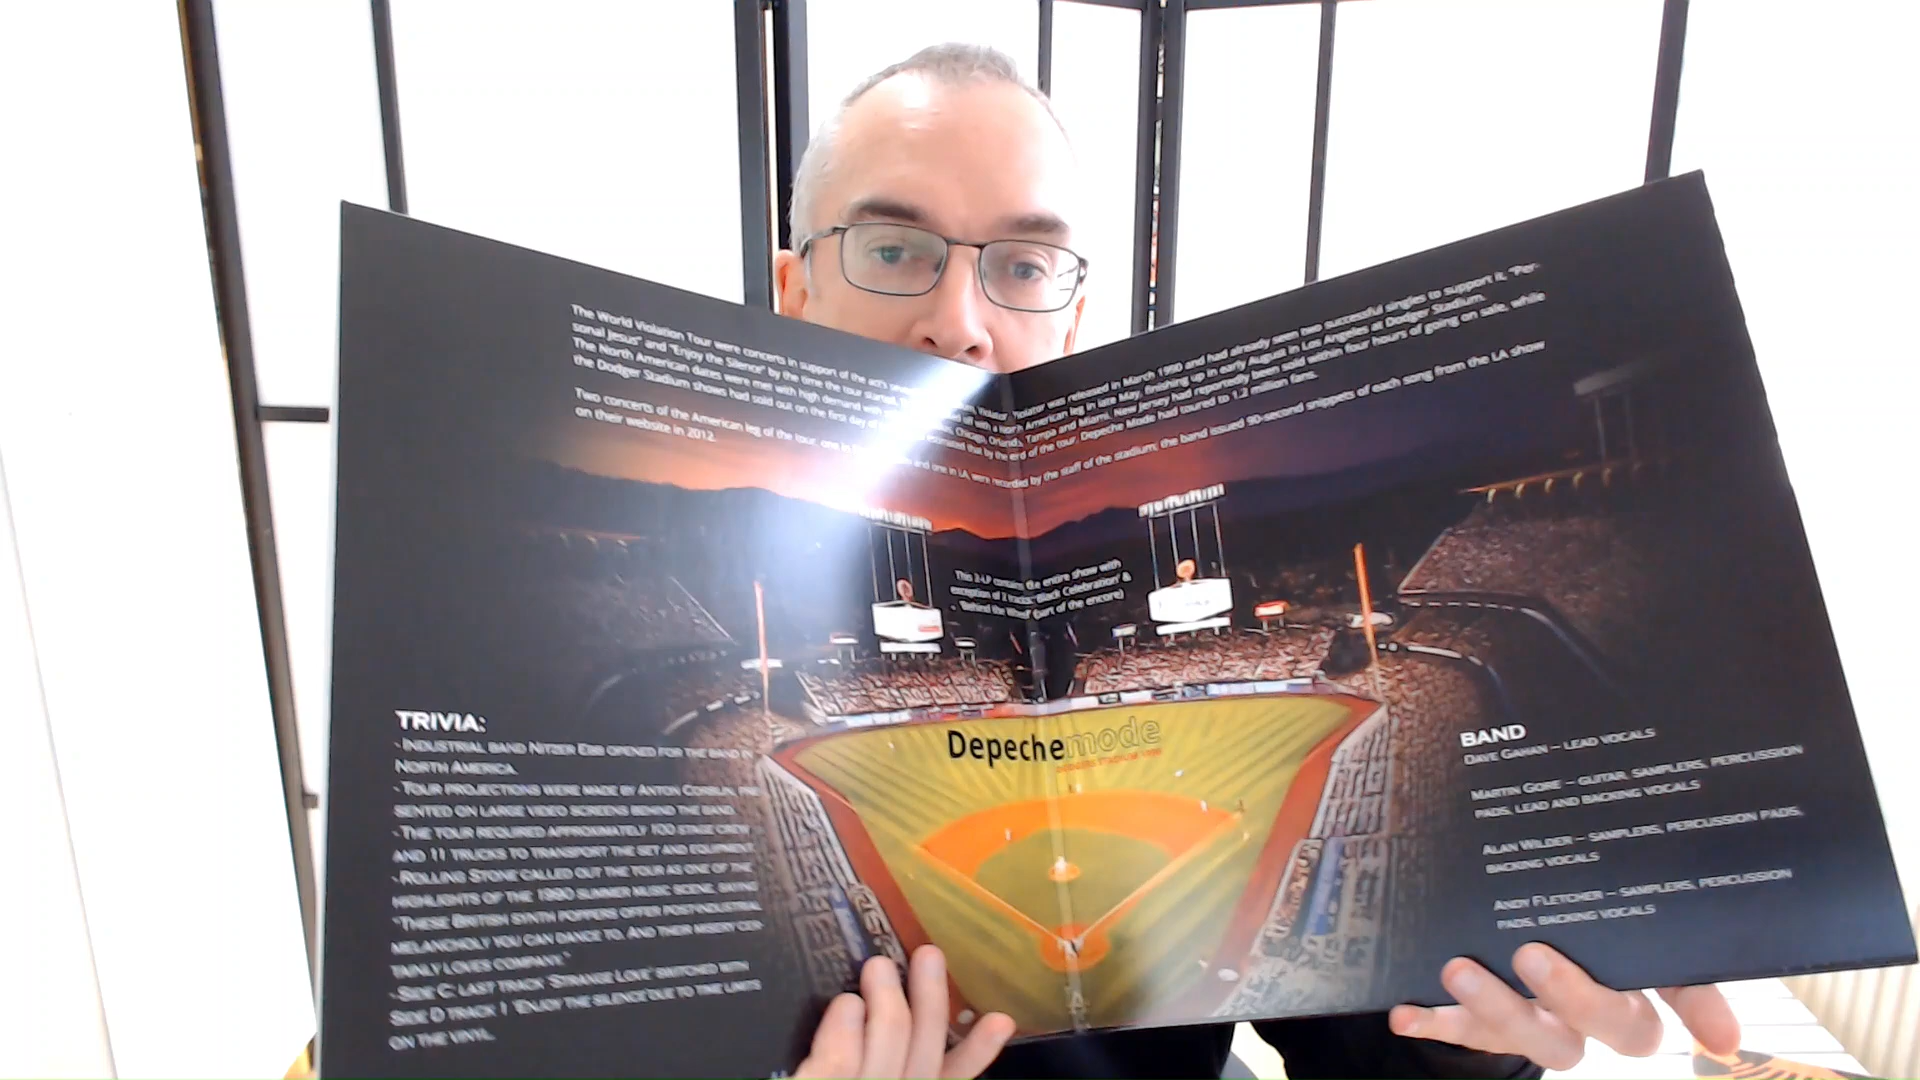 The World Violation Tour were concerts in support of the act's Violator was released in March 1990 and had already seen two successful singles to support it. "Per-
sonal Jesus" and "Enjoy the Silence" by the time the tour started. American leg in late May, finishing up in early August in Los Angeles at Dodger Stadium.
The North American dates were met with high demand with Chicago, Orlando, Tampa and Miami. New Jersey had reportedly been sold within four hours of going on sale, while
the Dodger Stadium shows had sold out on the first day of estimated that by the end of the tour, Depeche Mode had toured to 1.2 million fans.
Two concerts of the American leg of the tour, one in and one in LA, were recorded by the staff of the stadium; the band issued 90-second snippets of each song from the LA show
on their website in 2012.
This 2-LP contains the entire show with
exception of 2 tracks, 'Black Celebration' &
'Behind the Wheel' (part of the encore)
Depechemode
DODGERS STADIUM 1990
TRIVIA:
- Industrial band Nitzer Ebb opened for the band in
North America.
- Tour projections were made by Anton Corbijn,
sented on large video screens behind the
- The tour required approximately 100 stage crew
and 11 trucks to transport the set and
- Rolling Stone called out the tour as one of
highlights of the 1990 summer music scene, saying
"These British synth poppers offer post-industrial
melancholy you can dance to. And their misery cer-
tainly loves company."
- Side C: last track 'Strange Love' switched with
Side D track 1 'Enjoy the Silence' due to the limits
on the vinyl.
BAND
Dave Gahan – lead vocals
Martin Gore – guitar, samplers, percussion
pads, lead and backing vocals
Alan Wilder – samplers, percussion pads,
backing vocals
Andy Fletcher – samplers, percussion
pads, backing vocals